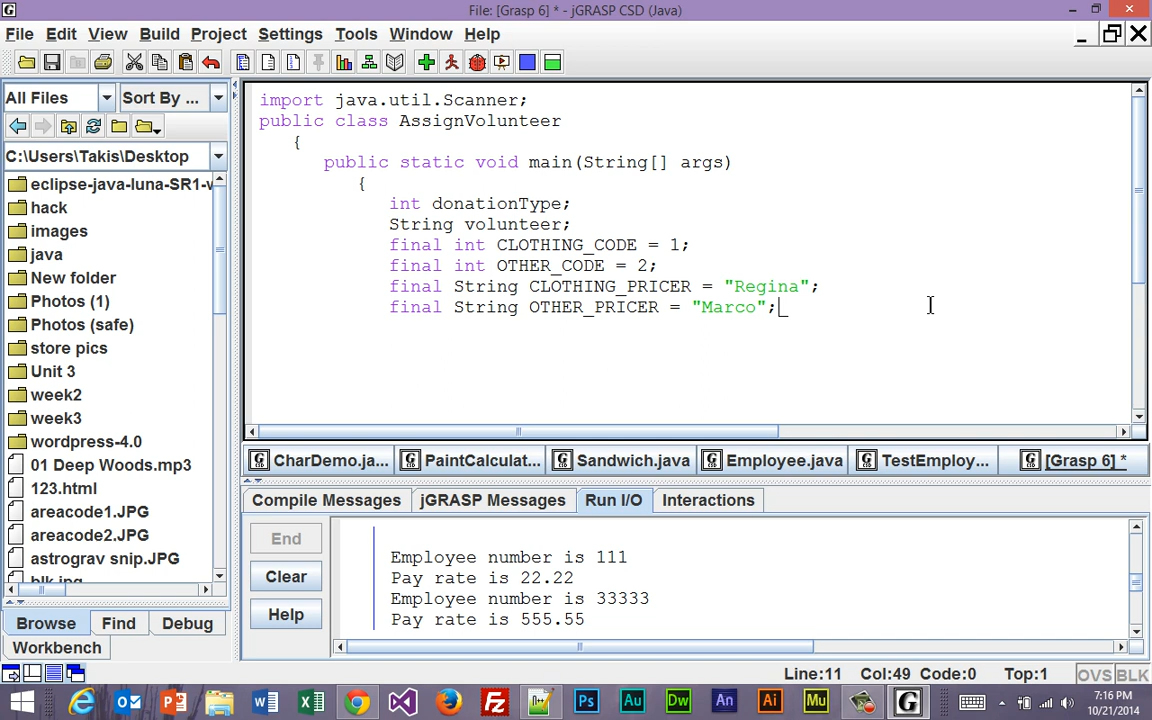 File: [Grasp 6] * - jGRASP CSD (Java)
File Edit View Build Project Settings Tools Window Help
All Files Sort By ...
C:\Users\Takis\Desktop
eclipse-java-luna-SR1-v
hack
images
java
New folder
Photos (1)
Photos (safe)
store pics
Unit 3
week2
week3
wordpress-4.0
01 Deep Woods.mp3
123.html
areacode1.JPG
areacode2.JPG
astrograv snip.JPG
Browse Find Debug
Workbench
import java.util.Scanner;
public class AssignVolunteer
{
public static void main(String[] args)
{
int donationType;
String volunteer;
final int CLOTHING_CODE = 1;
final int OTHER_CODE = 2;
final String CLOTHING_PRICER = "Regina";
final String OTHER_PRICER = "Marco";
CharDemo.ja... PaintCalculat... Sandwich.java Employee.java TestEmploy... [Grasp 6] *
Compile Messages jGRASP Messages Run I/O Interactions
End
Clear
Help
Employee number is 111
Pay rate is 22.22
Employee number is 33333
Pay rate is 555.55
Line:11 Col:49 Code:0 Top:1 OVS BLK
7:16 PM
10/21/2014